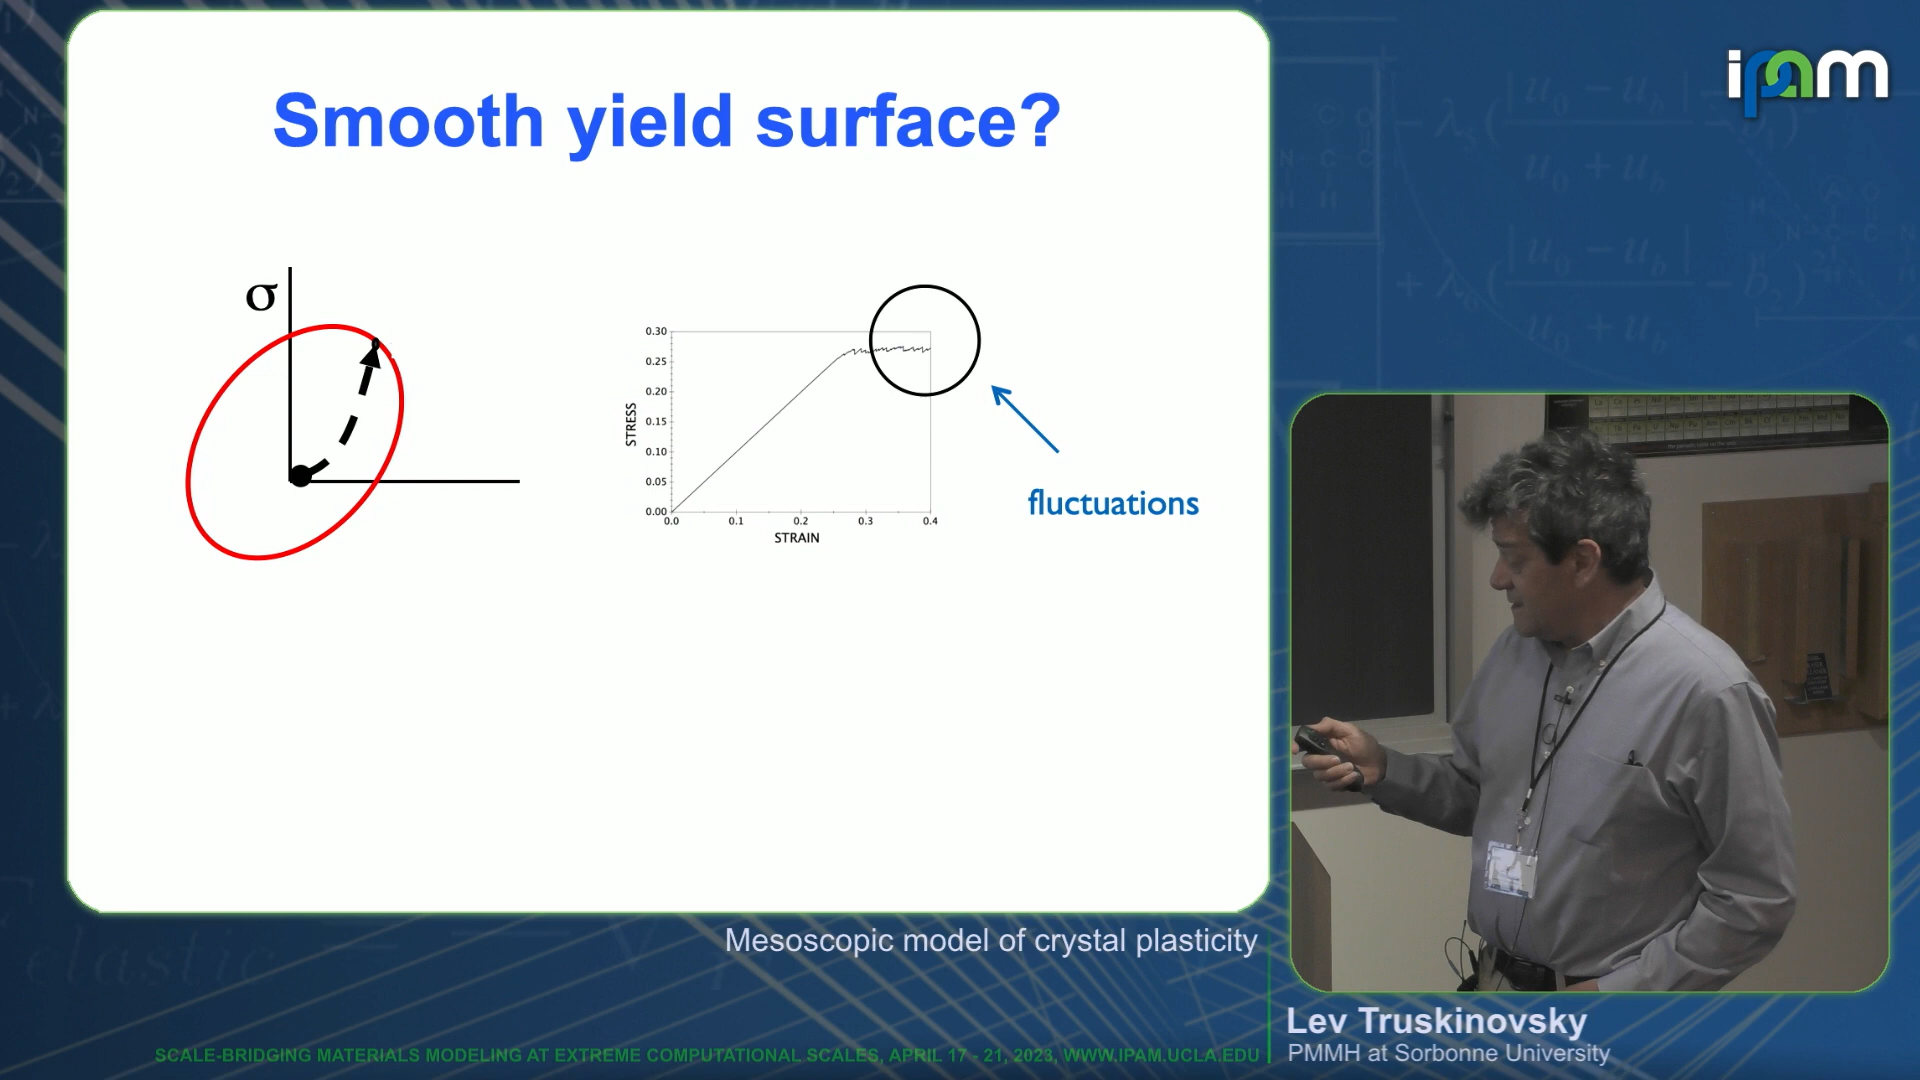 Smooth yield surface?
σ
0.30
0.25
0.20
0.15
0.10
0.05
0.00
STRESS
0.0 0.1 0.2 0.3 0.4
STRAIN
fluctuations
ipam
Mesoscopic model of crystal plasticity
Lev Truskinovsky
PMMH at Sorbonne University
SCALE-BRIDGING MATERIALS MODELING AT EXTREME COMPUTATIONAL SCALES, APRIL 17 - 21, 2023, WWW.IPAM.UCLA.EDU